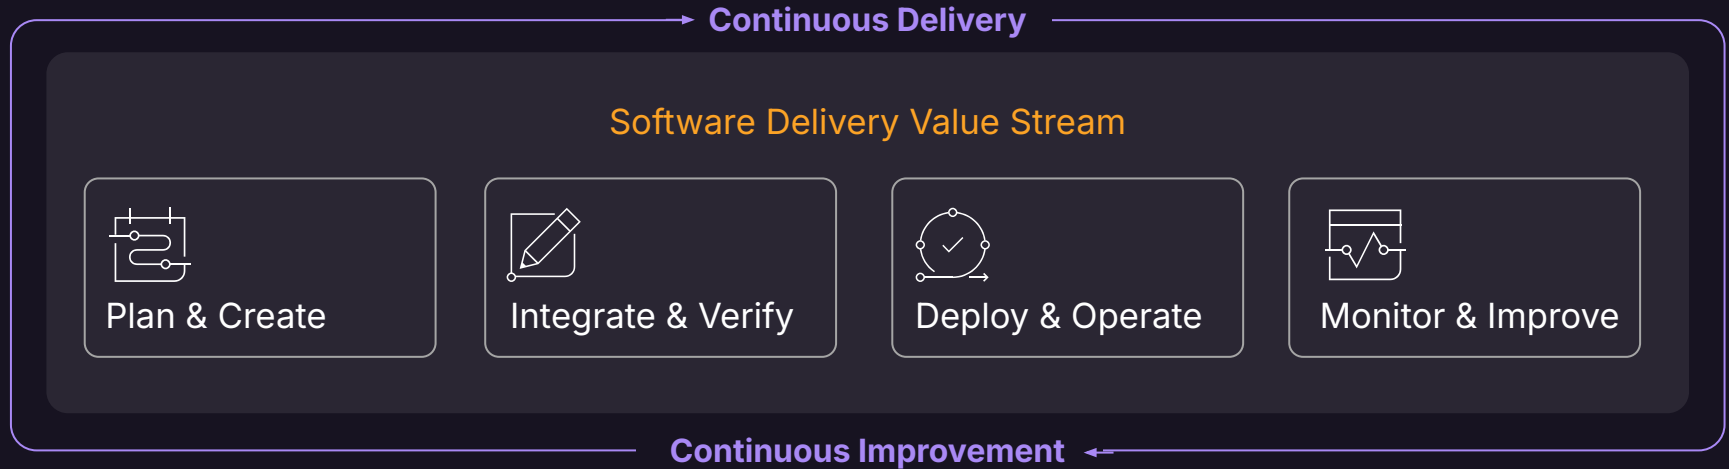 Continuous Delivery
Software Delivery Value Stream
Plan & Create
Integrate & Verify
Deploy & Operate
Monitor & Improve
Continuous Improvement